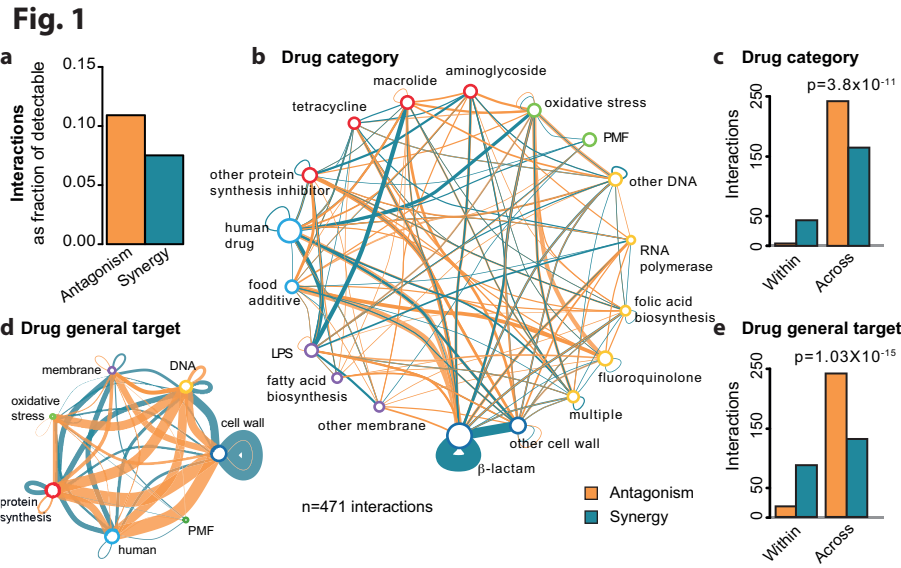 Fig. 1
a
Interactions
as fraction of detectable
0.15
0.10
0.05
0.00
Antagonism
Synergy
b Drug category
macrolide
aminoglycoside
tetracycline
oxidative stress
PMF
other protein
synthesis inhibitor
other DNA
human
drug
RNA
polymerase
food
additive
folic acid
biosynthesis
LPS
fatty acid
biosynthesis
fluoroquinolone
multiple
other membrane
other cell wall
β-lactam
n=471 interactions
Antagonism
Synergy
c Drug category
p=3.8x10-11
Interactions
250
150
50
0
Within
Across
d Drug general target
membrane
DNA
oxidative
stress
cell wall
protein
synthesis
PMF
human
e Drug general target
p=1.03X10-15
Interactions
250
150
50
0
Within
Across